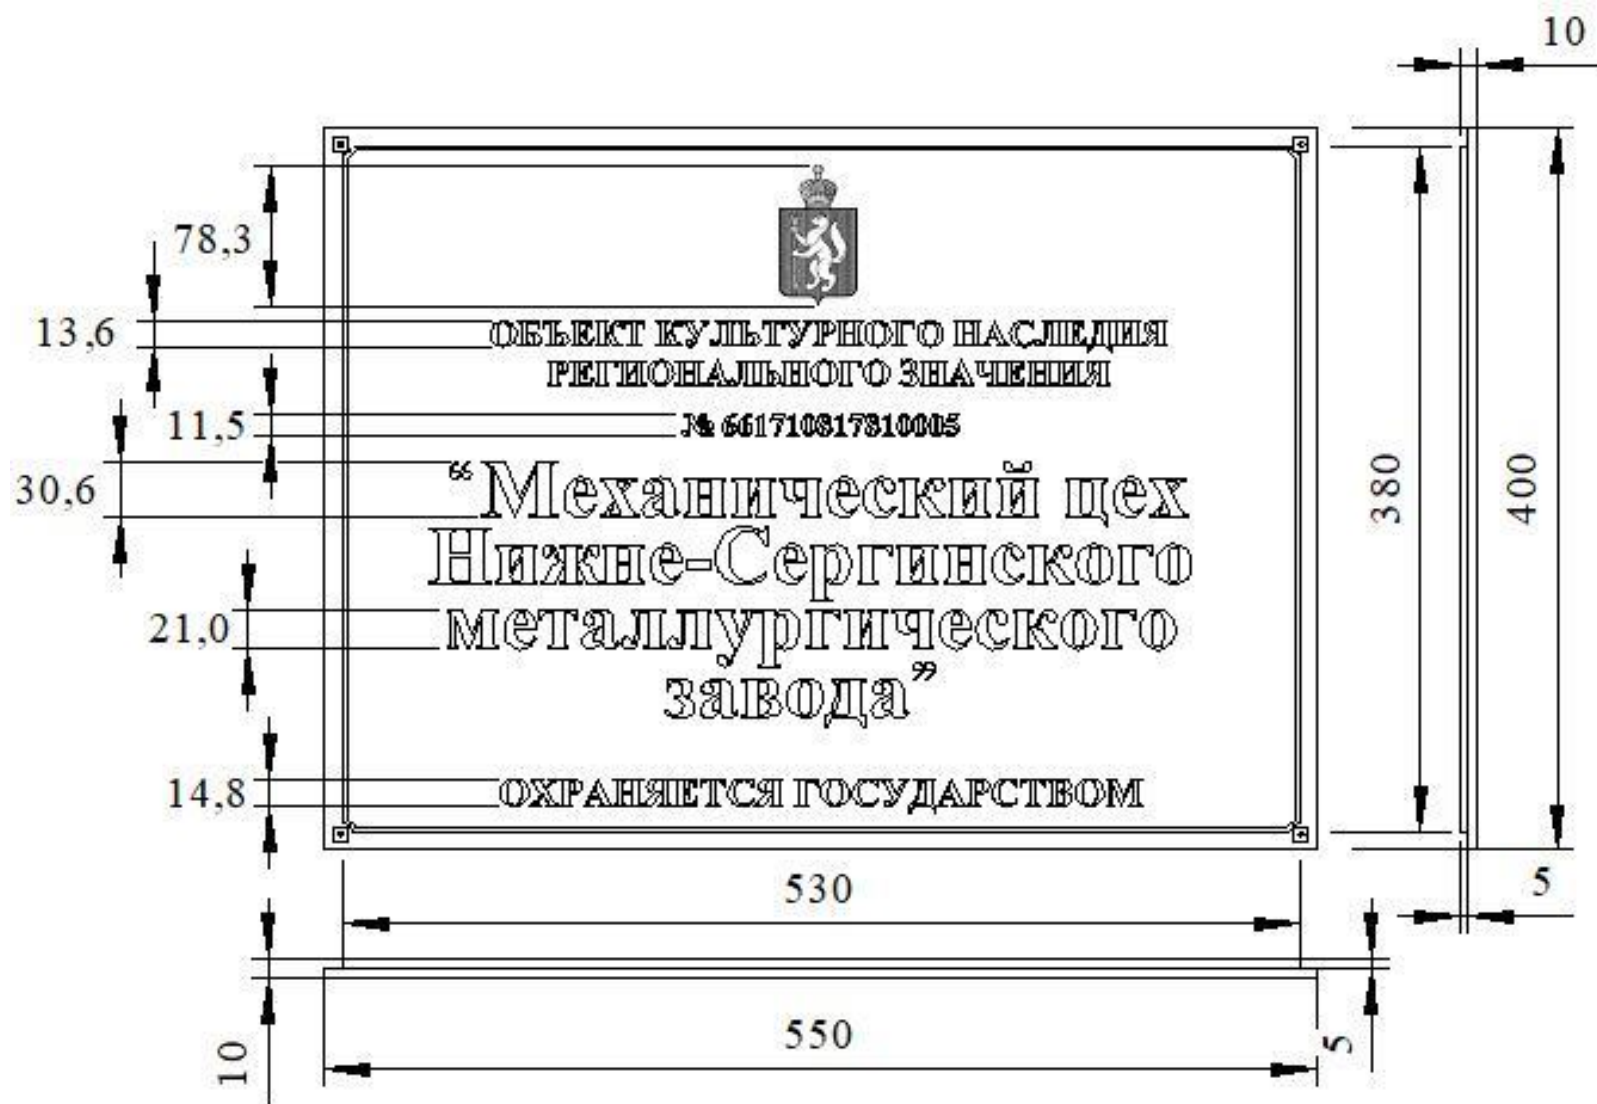 10
78,3
13,6
ОБЪЕКТ КУЛЬТУРНОГО НАСЛЕДИЯ
РЕГИОНАЛЬНОГО ЗНАЧЕНИЯ
11,5
№ 661710817810005
30,6
“Механический цех
Нижне-Сергинского
21,0
металлургического
завода”
380
400
14,8
ОХРАНЯЕТСЯ ГОСУДАРСТВОМ
530
5
10
550
5